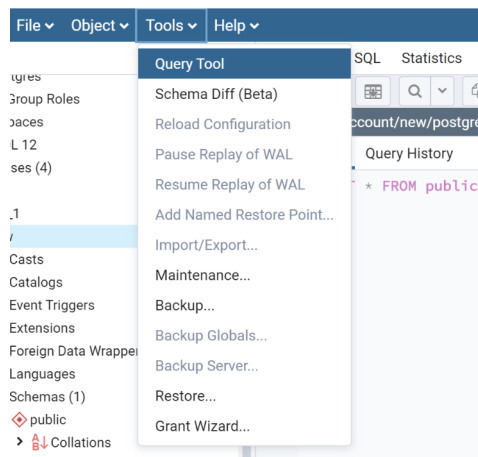 File Object Tools Help
Query Tool
Schema Diff (Beta)
Reload Configuration
Pause Replay of WAL
Resume Replay of WAL
Add Named Restore Point...
Import/Export...
Maintenance...
Backup...
Backup Globals...
Backup Server...
Restore...
Grant Wizard...
SQL Statistics
ccount/new/postgre
Query History
* FROM public
tgres
Group Roles
paces
L 12
ses (4)
_1
Casts
Catalogs
Event Triggers
Extensions
Foreign Data Wrapper
Languages
Schemas (1)
public
Collations